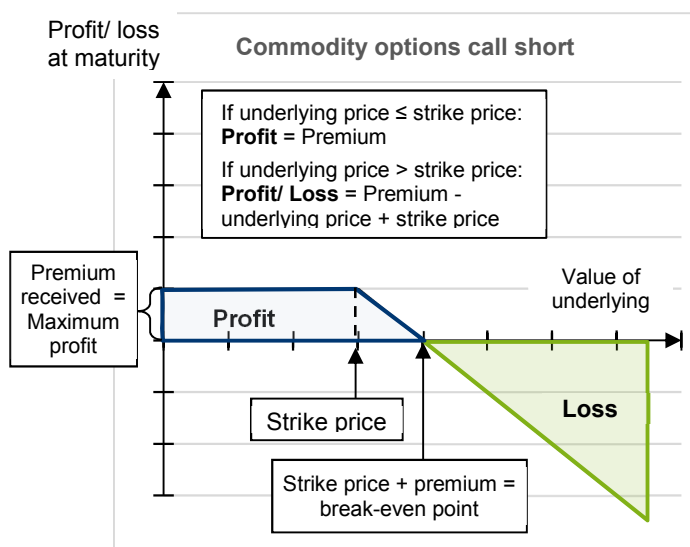 Profit/ loss
at maturity
Commodity options call short
If underlying price ≤ strike price:
Profit = Premium
If underlying price > strike price:
Profit/ Loss = Premium -
underlying price + strike price
Premium
received =
Maximum
profit
Value of
underlying
Profit
Strike price
Loss
Strike price + premium =
break-even point